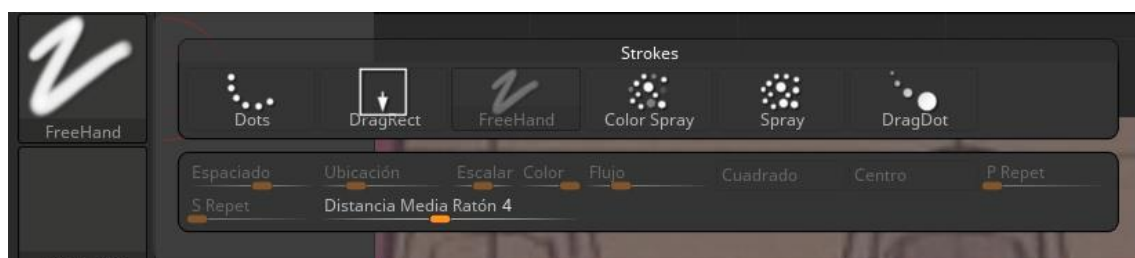 Strokes
FreeHand
Dots
DragRect
FreeHand
Color Spray
Spray
DragDot
Espaciado
Ubicación
Escalar
Color
Flujo
Cuadrado
Centro
P Repet
S Repet
Distancia Media Ratón 4